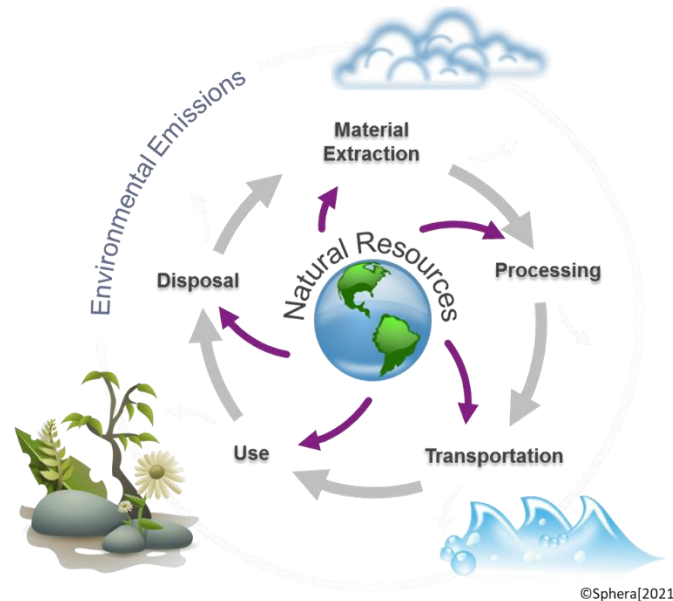 Environmental Emissions
Material
Extraction
Natural Resources
Processing
Disposal
Use
Transportation
©Sphera[2021